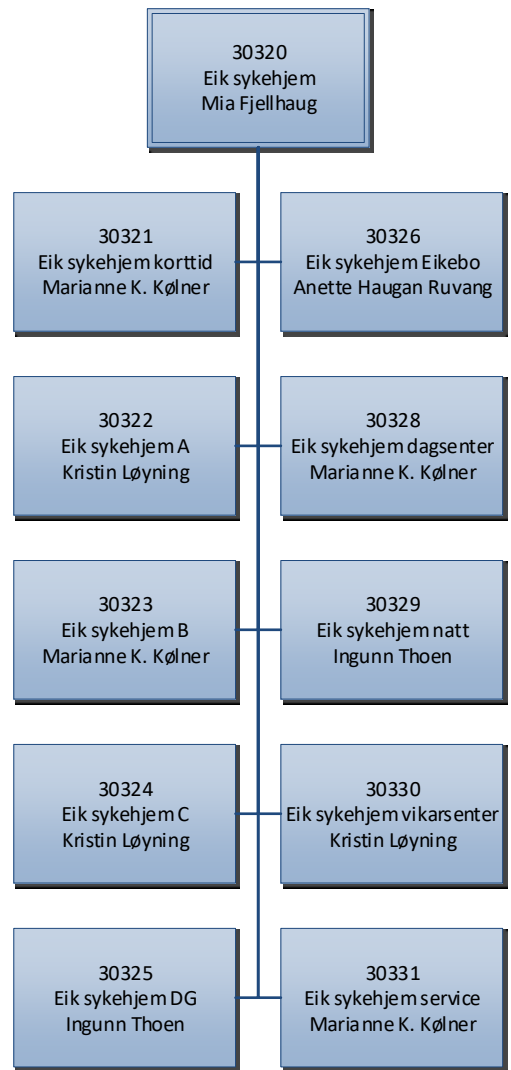 30320
Eik sykehjem
Mia Fjellhaug
30321
Eik sykehjem korttid
Marianne K. Kølner
30326
Eik sykehjem Eikebo
Anette Haugan Ruvang
30322
Eik sykehjem A
Kristin Løyning
30328
Eik sykehjem dagsenter
Marianne K. Kølner
30323
Eik sykehjem B
Marianne K. Kølner
30329
Eik sykehjem natt
Ingunn Thoen
30324
Eik sykehjem C
Kristin Løyning
30330
Eik sykehjem vikarsenter
Kristin Løyning
30325
Eik sykehjem DG
Ingunn Thoen
30331
Eik sykehjem service
Marianne K. Kølner